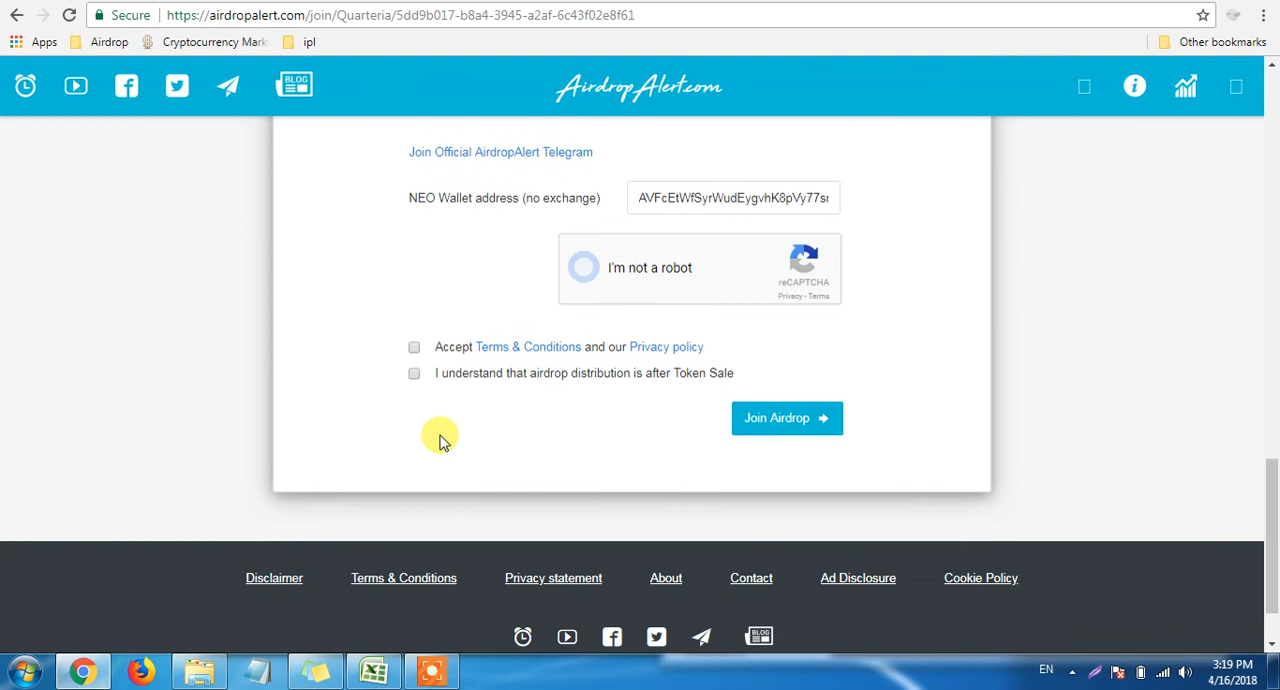 Secure https://airdropalert.com/join/Quarteria/5dd9b017-b8a4-3945-a2af-6c43f02e8f61
Apps Airdrop Cryptocurrency Mark ipl Other bookmarks
BLOG AirdropAlert.com
Join Official AirdropAlert Telegram
NEO Wallet address (no exchange) AVFcEtWfSyrWudEygvhK8pVy77sr
I'm not a robot
reCAPTCHA
Privacy - Terms
Accept Terms & Conditions and our Privacy policy
I understand that airdrop distribution is after Token Sale
Join Airdrop
Disclaimer Terms & Conditions Privacy statement About Contact Ad Disclosure Cookie Policy
BLOG
EN 3:19 PM
4/16/2018